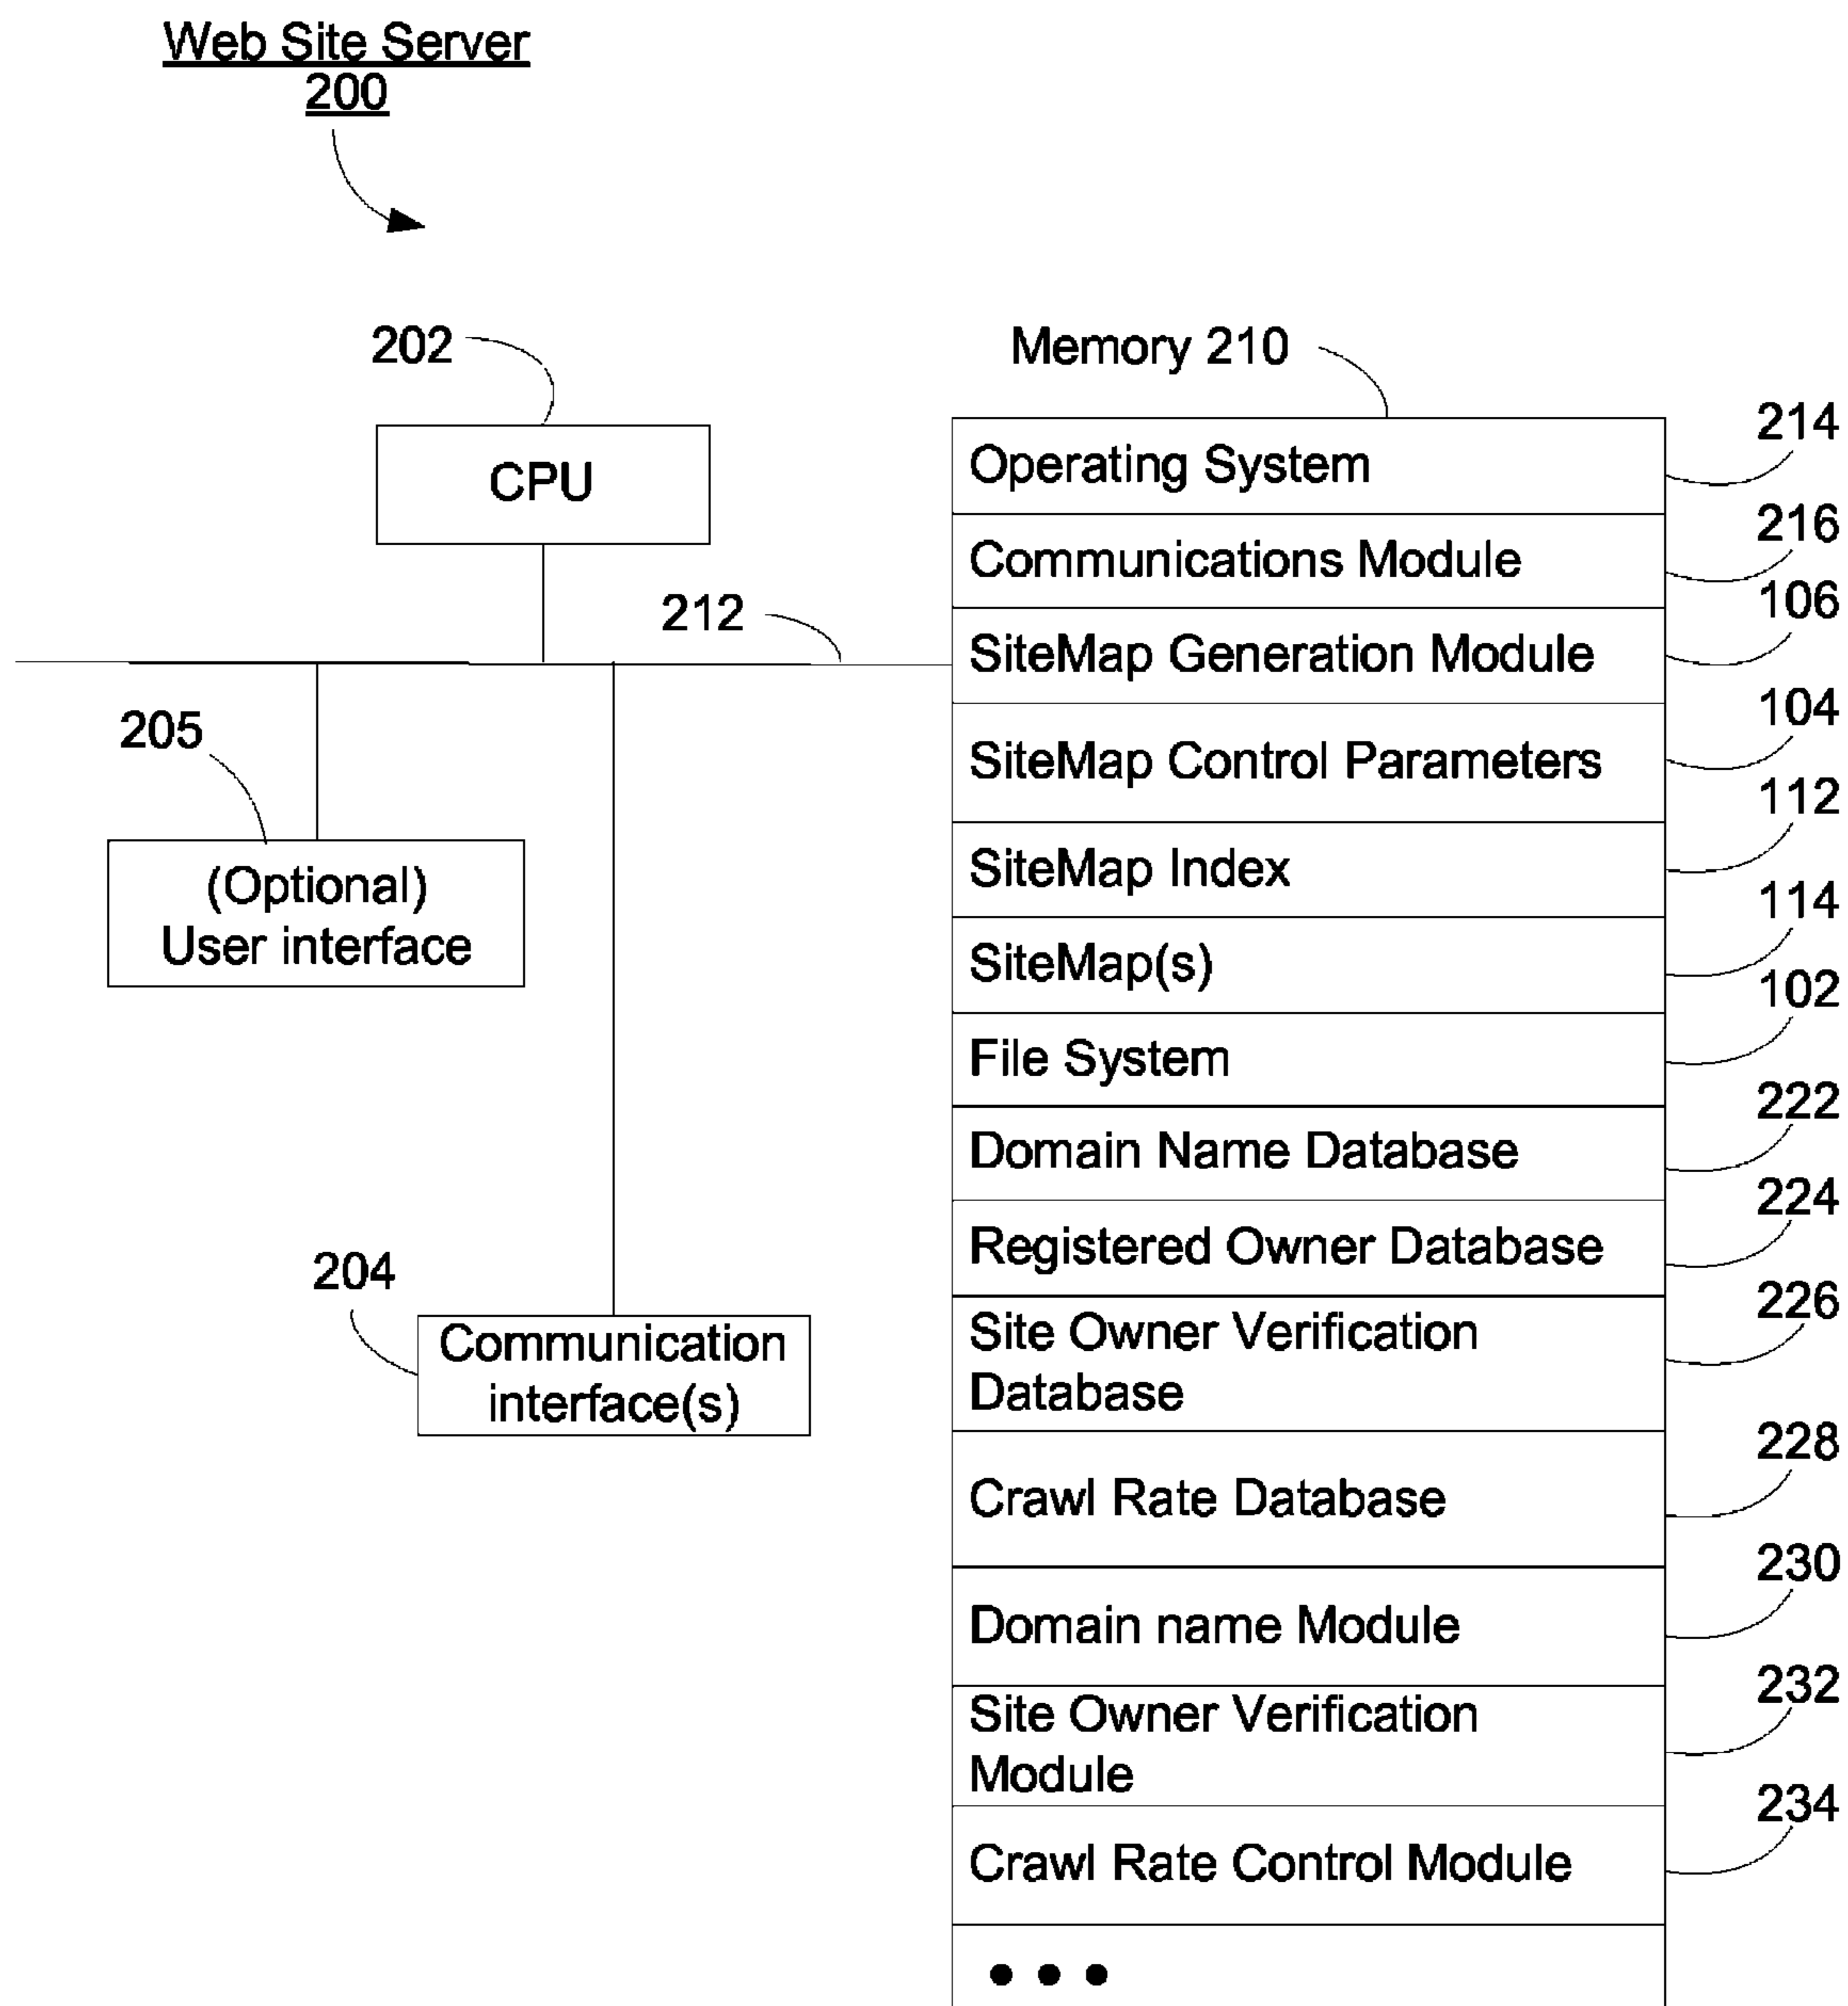 Web Site Server
200
202
Memory 210
CPU
212
205
(Optional)
User interface
204
Communication
interface(s)
Operating System
214
Communications Module
216
SiteMap Generation Module
106
SiteMap Control Parameters
104
SiteMap Index
112
SiteMap(s)
114
File System
102
Domain Name Database
222
Registered Owner Database
224
Site Owner Verification
Database
226
Crawl Rate Database
228
Domain name Module
230
Site Owner Verification
Module
232
Crawl Rate Control Module
234
• • •